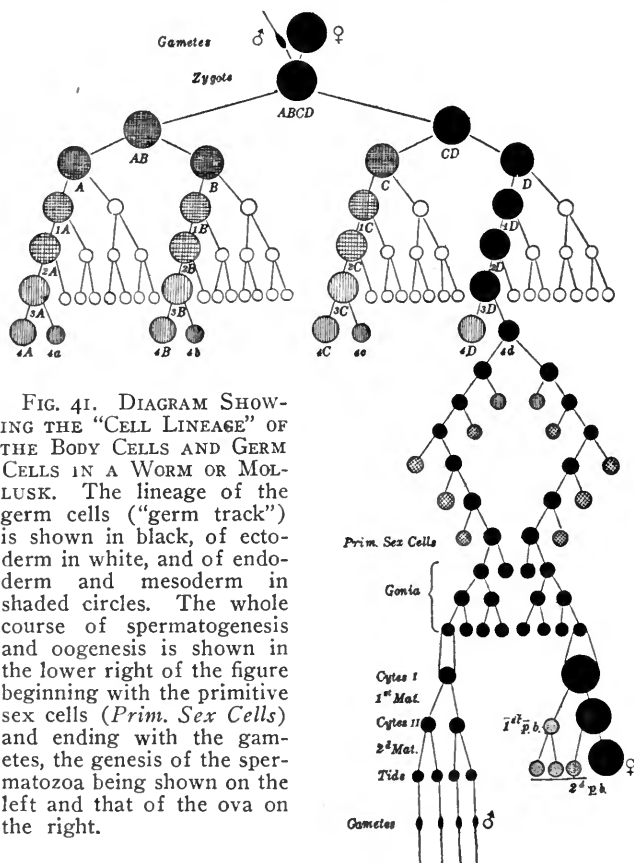 Gametes ♂ ♀
Zygote
ABCD
AB CD
A B C D
1A 1B 1C 1D
2A 2B 2C 2D
3A 3B 3C 3D
4A 4a 4B 4b 4C 4c 4D 4d
FIG. 41. DIAGRAM SHOW-
ING THE "CELL LINEAGE" OF
THE BODY CELLS AND GERM
CELLS IN A WORM OR MOL-
LUSK. The lineage of the
germ cells ("germ track")
is shown in black, of ecto-
derm in white, and of endo-
derm and mesoderm in
shaded circles. The whole
course of spermatogenesis
and oogenesis is shown in
the lower right of the figure
beginning with the primitive
sex cells (Prim. Sex Cells)
and ending with the gam-
etes, the genesis of the sper-
matozoa being shown on the
left and that of the ova on
the right.
Prim. Sex Cells
Gonia
Cytes I
1st Mat.
Cytes II
2d Mat.
Tids
Gametes ♂
1st p.b.
2d p.b.
♀